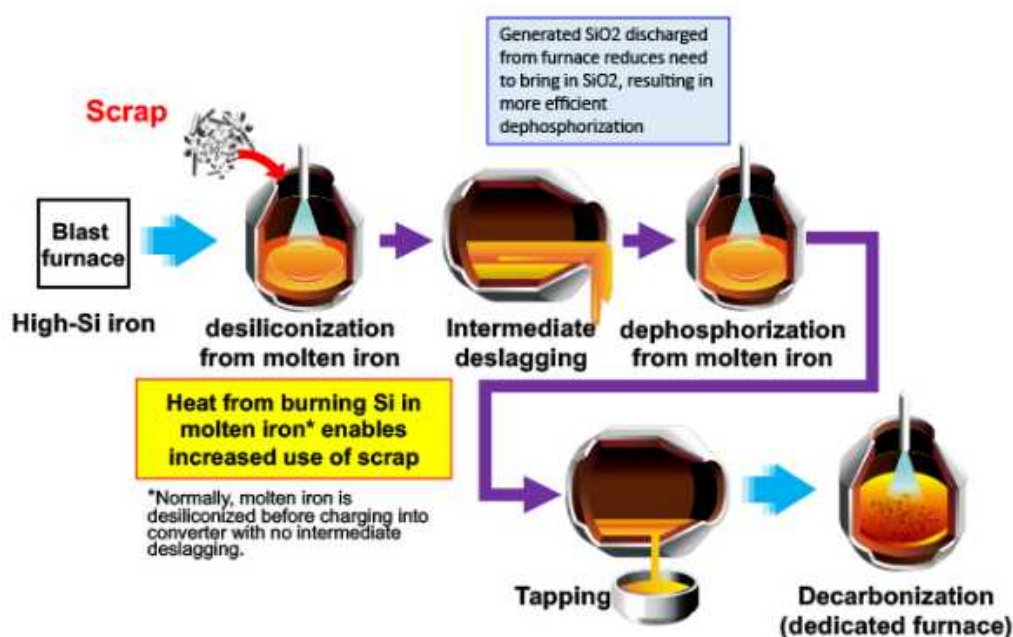 Generated SiO2 discharged
from furnace reduces need
to bring in SiO2, resulting in
more efficient
dephosphorization
Scrap
Blast
furnace
High-Si iron
desiliconization
from molten iron
Intermediate
deslagging
dephosphorization
from molten iron
Heat from burning Si in
molten iron* enables
increased use of scrap
*Normally, molten iron is
desiliconized before charging into
converter with no intermediate
deslagging.
Tapping
Decarbonization
(dedicated furnace)